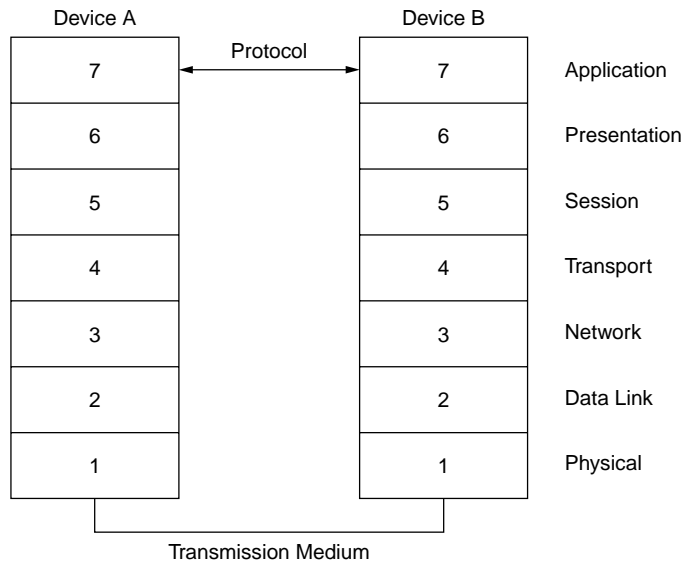 Device A Device B
7 Protocol 7 Application
6 6 Presentation
5 5 Session
4 4 Transport
3 3 Network
2 2 Data Link
1 1 Physical
Transmission Medium